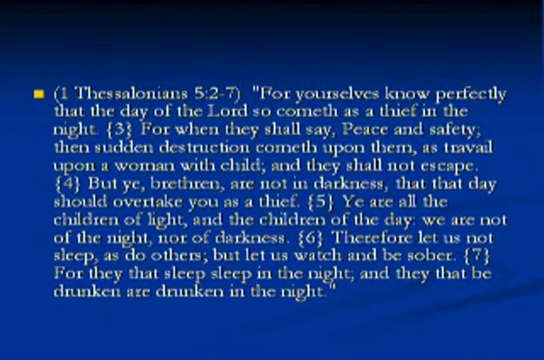 (1 Thessalonians 5:2-7) "For yourselves know perfectly
that the day of the Lord so cometh as a thief in the
night. {3} For when they shall say, Peace and safety;
then sudden destruction cometh upon them, as travail
upon a woman with child; and they shall not escape.
{4} But ye, brethren, are not in darkness, that that day
should overtake you as a thief. {5} Ye are all the
children of light, and the children of the day: we are not
of the night, nor of darkness. {6} Therefore let us not
sleep, as do others; but let us watch and be sober. {7}
For they that sleep sleep in the night; and they that be
drunken are drunken in the night."